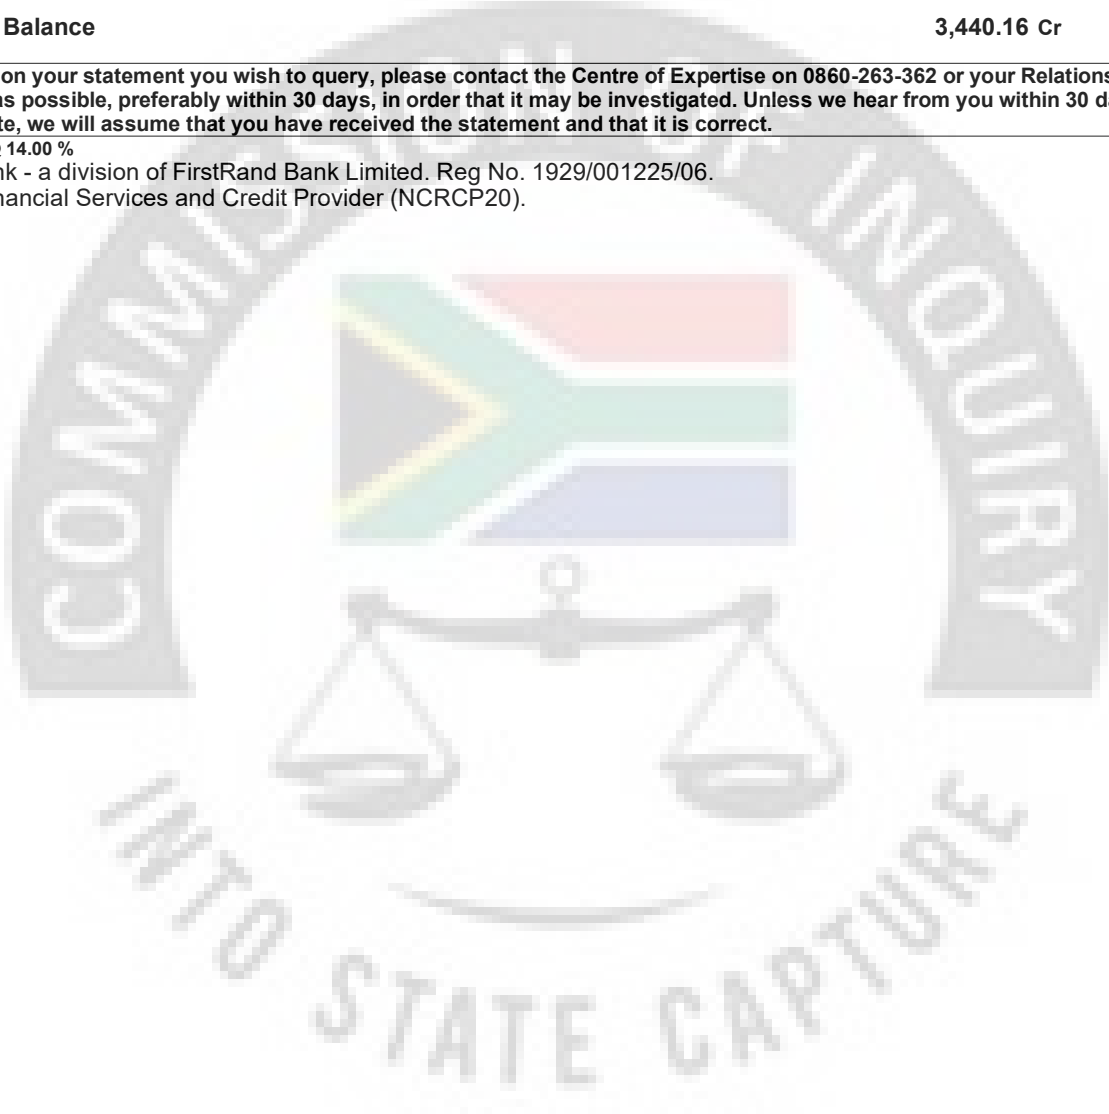 Balance 3,440.16 Cr
on your statement you wish to query, please contact the Centre of Expertise on 0860-263-362 or your Relations
as possible, preferably within 30 days, in order that it may be investigated. Unless we hear from you within 30 d
te, we will assume that you have received the statement and that it is correct.
14.00 %
nk - a division of FirstRand Bank Limited. Reg No. 1929/001225/06.
nancial Services and Credit Provider (NCRCP20).
COMMISSION OF INQUIRY
INTO STATE CAPTURE